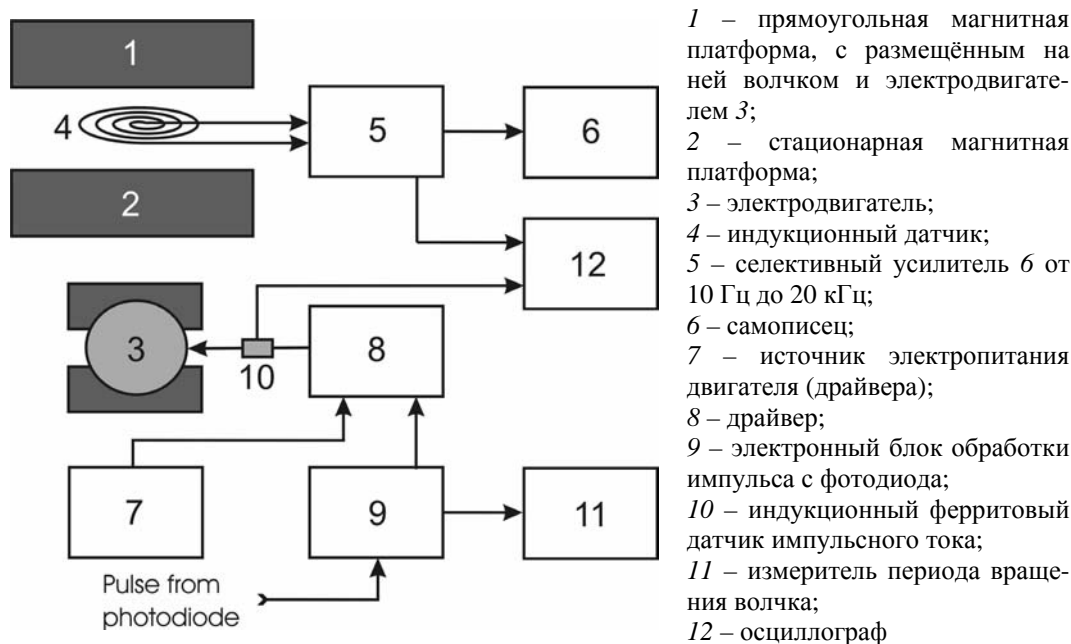 1
4
5
6
2
12
3
10
8
7
9
11
Pulse from
photodiode
1 – прямоугольная магнитная
платформа, с размещённым на
ней волчком и электродвигате-
лем 3;
2 – стационарная магнитная
платформа;
3 – электродвигатель;
4 – индукционный датчик;
5 – селективный усилитель 6 от
10 Гц до 20 кГц;
6 – самописец;
7 – источник электропитания
двигателя (драйвера);
8 – драйвер;
9 – электронный блок обработки
импульса с фотодиода;
10 – индукционный ферритовый
датчик импульсного тока;
11 – измеритель периода враще-
ния волчка;
12 – осциллограф